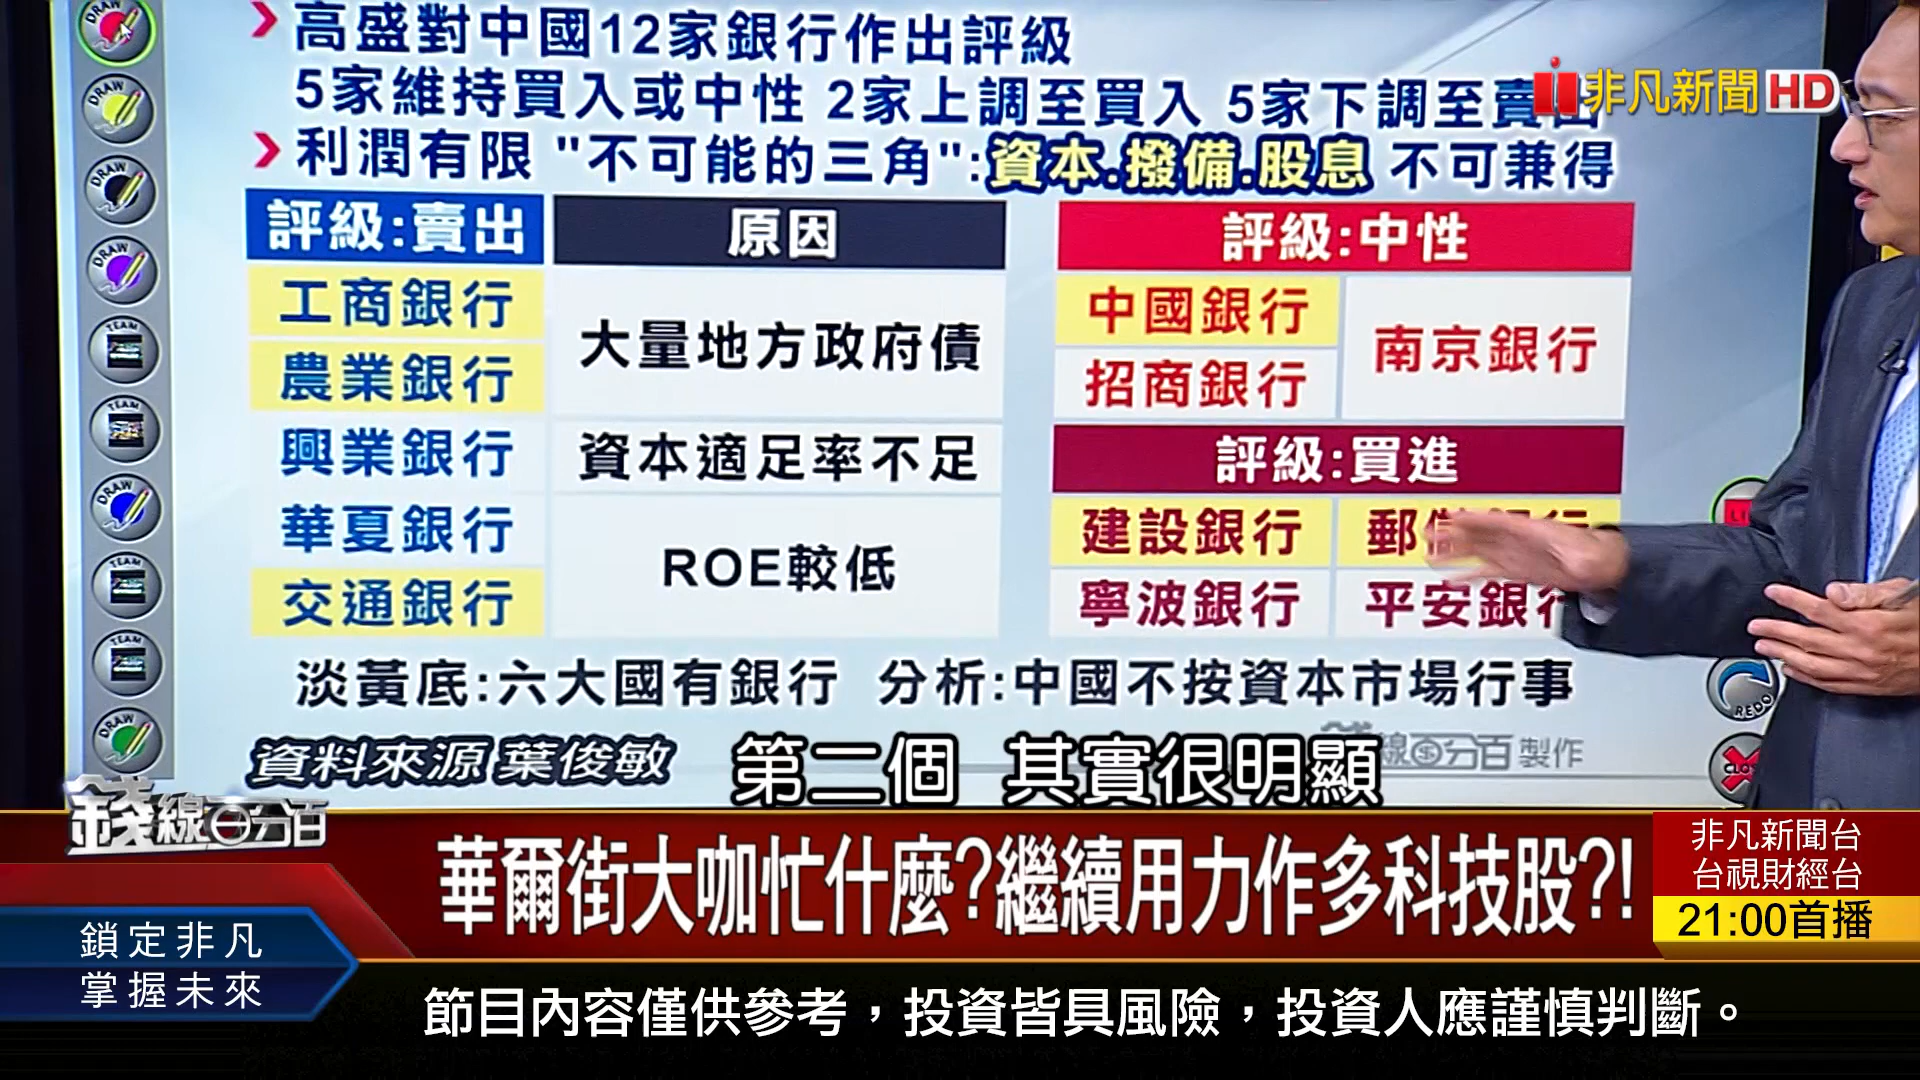 高盛對中國12家銀行作出評級
5家維持買入或中性 2家上調至買入 5家下調至賣出
非凡新聞HD
利潤有限 "不可能的三角":資本.撥備.股息 不可兼得
評級:賣出 原因
工商銀行
農業銀行
大量地方政府債
興業銀行 資本適足率不足
華夏銀行
交通銀行
ROE較低
評級:中性
中國銀行
招商銀行
南京銀行
評級:買進
建設銀行 郵
寧波銀行 平安銀行
淡黃底:六大國有銀行 分析:中國不按資本市場行事
資料來源 葉俊敏
第二個 其實很明顯
錢線百分百製作
錢線百分百
華爾街大咖忙什麼?繼續用力作多科技股?!
非凡新聞台
台視財經台
21:00首播
鎖定非凡
掌握未來
節目內容僅供參考，投資皆具風險，投資人應謹慎判斷。
DRAW
DRAW
DRAW
DRAW
TEAM
TEAM
DRAW
TEAM
TEAM
DRAW
REDO